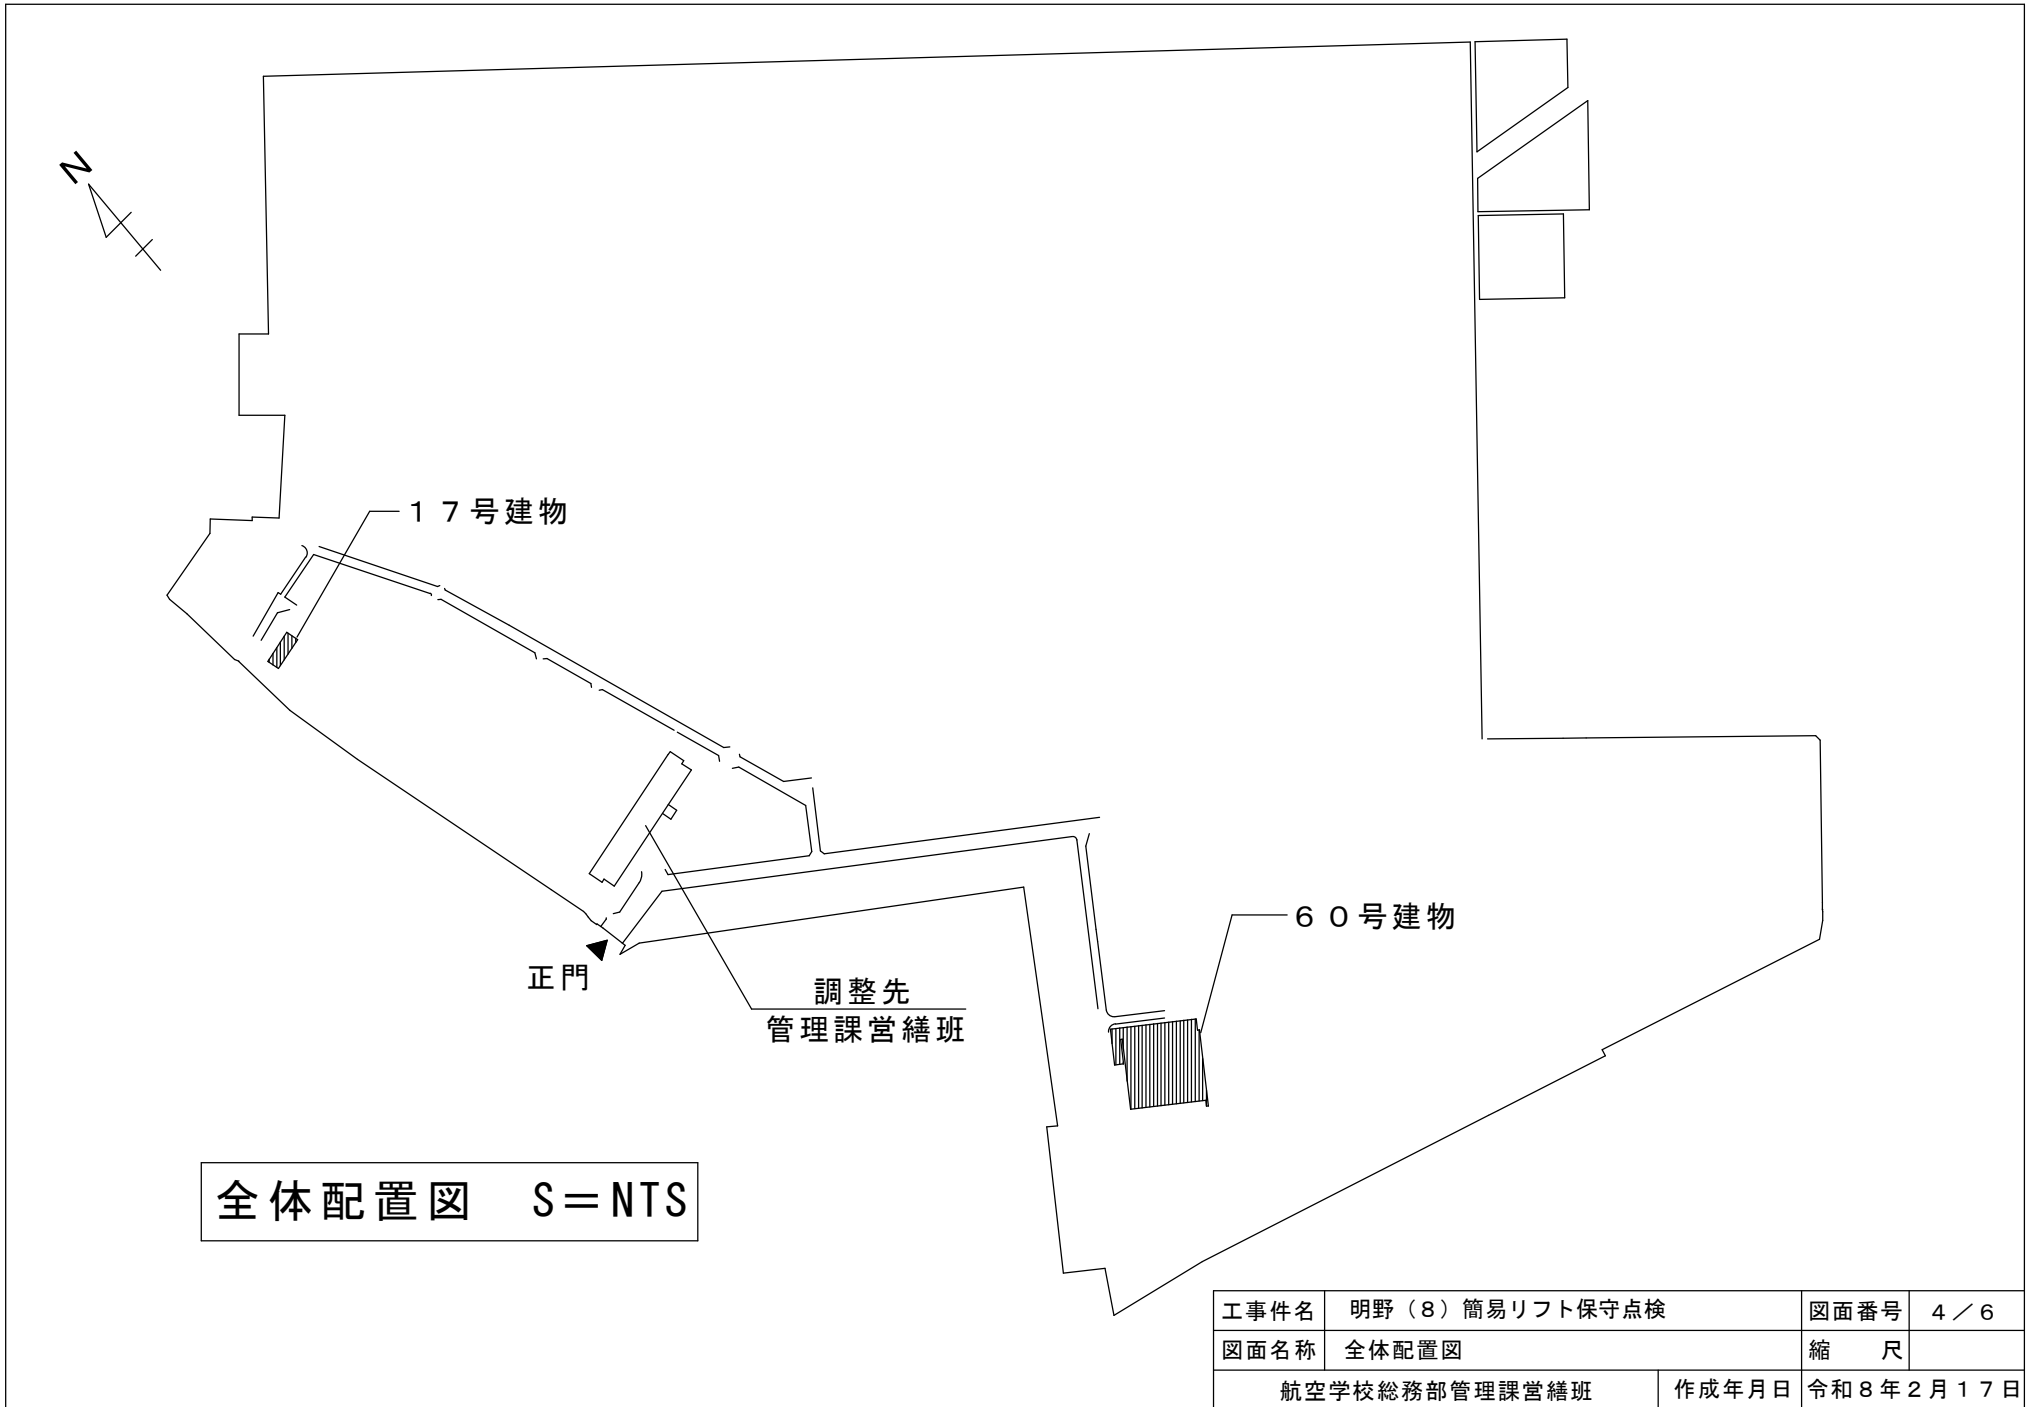 N
１７号建物
６０号建物
正門
調整先
管理課営繕班
全体配置図　S＝NTS
工事件名　明野（８）簡易リフト保守点検　図面番号　４／６
図面名称　全体配置図　縮　尺
航空学校総務部管理課営繕班　作成年月日　令和８年２月１７日